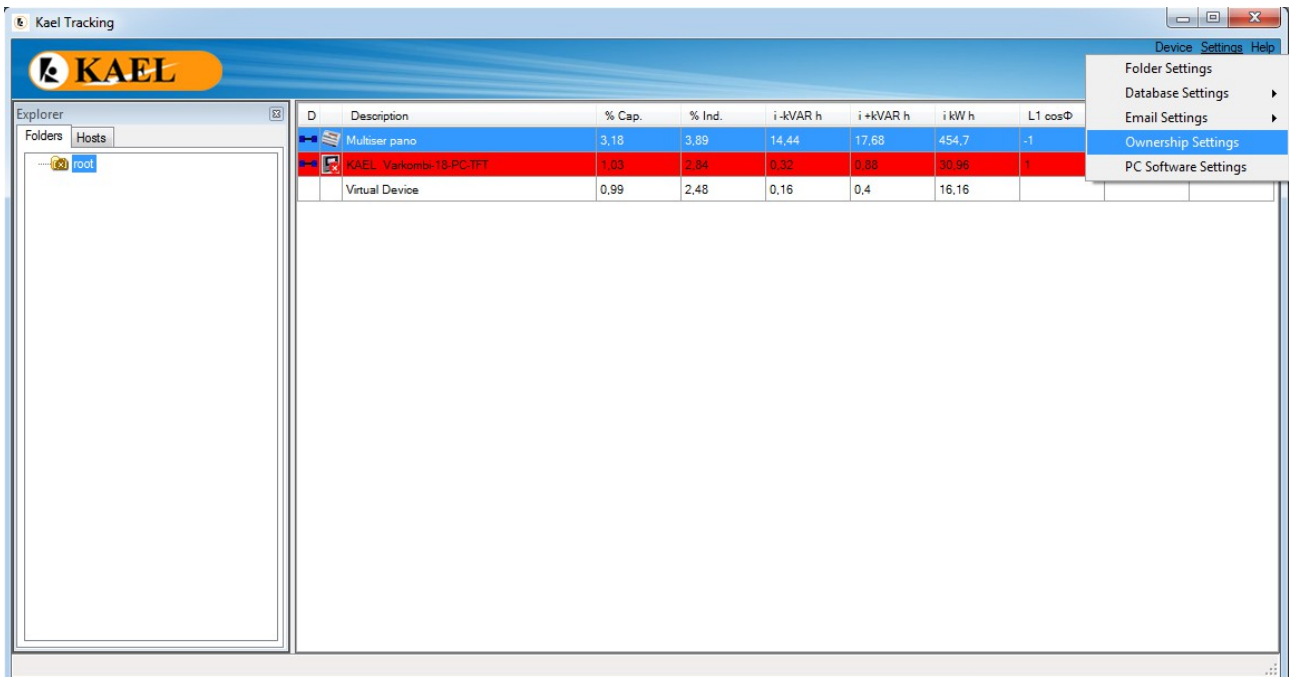 Kael Tracking
Device Settings Help
KAEL
Folder Settings
Database Settings
Email Settings
Ownership Settings
PC Software Settings
Explorer
Folders Hosts
root
D Description % Cap. % Ind. i -kVAR h i +kVAR h i kW h L1 cosΦ
Multiser pano 3,18 3,89 14,44 17,68 454,7 -1
KAEL Varkombi-18-PC-TFT 1,03 2,84 0,32 0,88 30,96 1
Virtual Device 0,99 2,48 0,16 0,4 16,16